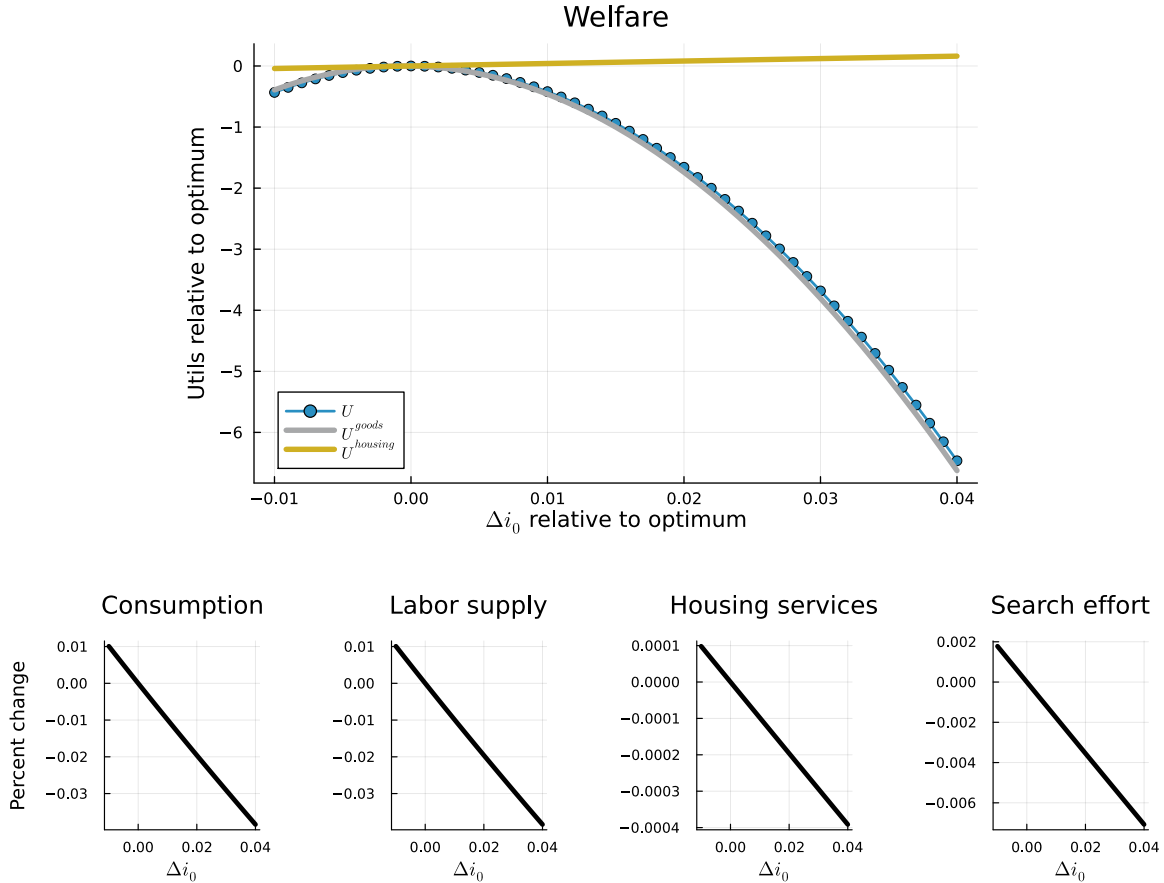 Welfare
Utils relative to optimum
0
−1
−2
−3
−4
−5
−6
U
U^goods
U^housing
−0.01 0.00 0.01 0.02 0.03 0.04
Δi₀ relative to optimum
Consumption Labor supply Housing services Search effort
Percent change
0.01
0.00
−0.01
−0.02
−0.03
0.00 0.02 0.04
Δi₀
0.01
0.00
−0.01
−0.02
−0.03
0.00 0.02 0.04
Δi₀
0.0001
0.0000
−0.0001
−0.0002
−0.0003
−0.0004
0.00 0.02 0.04
Δi₀
0.002
0.000
−0.002
−0.004
−0.006
0.00 0.02 0.04
Δi₀